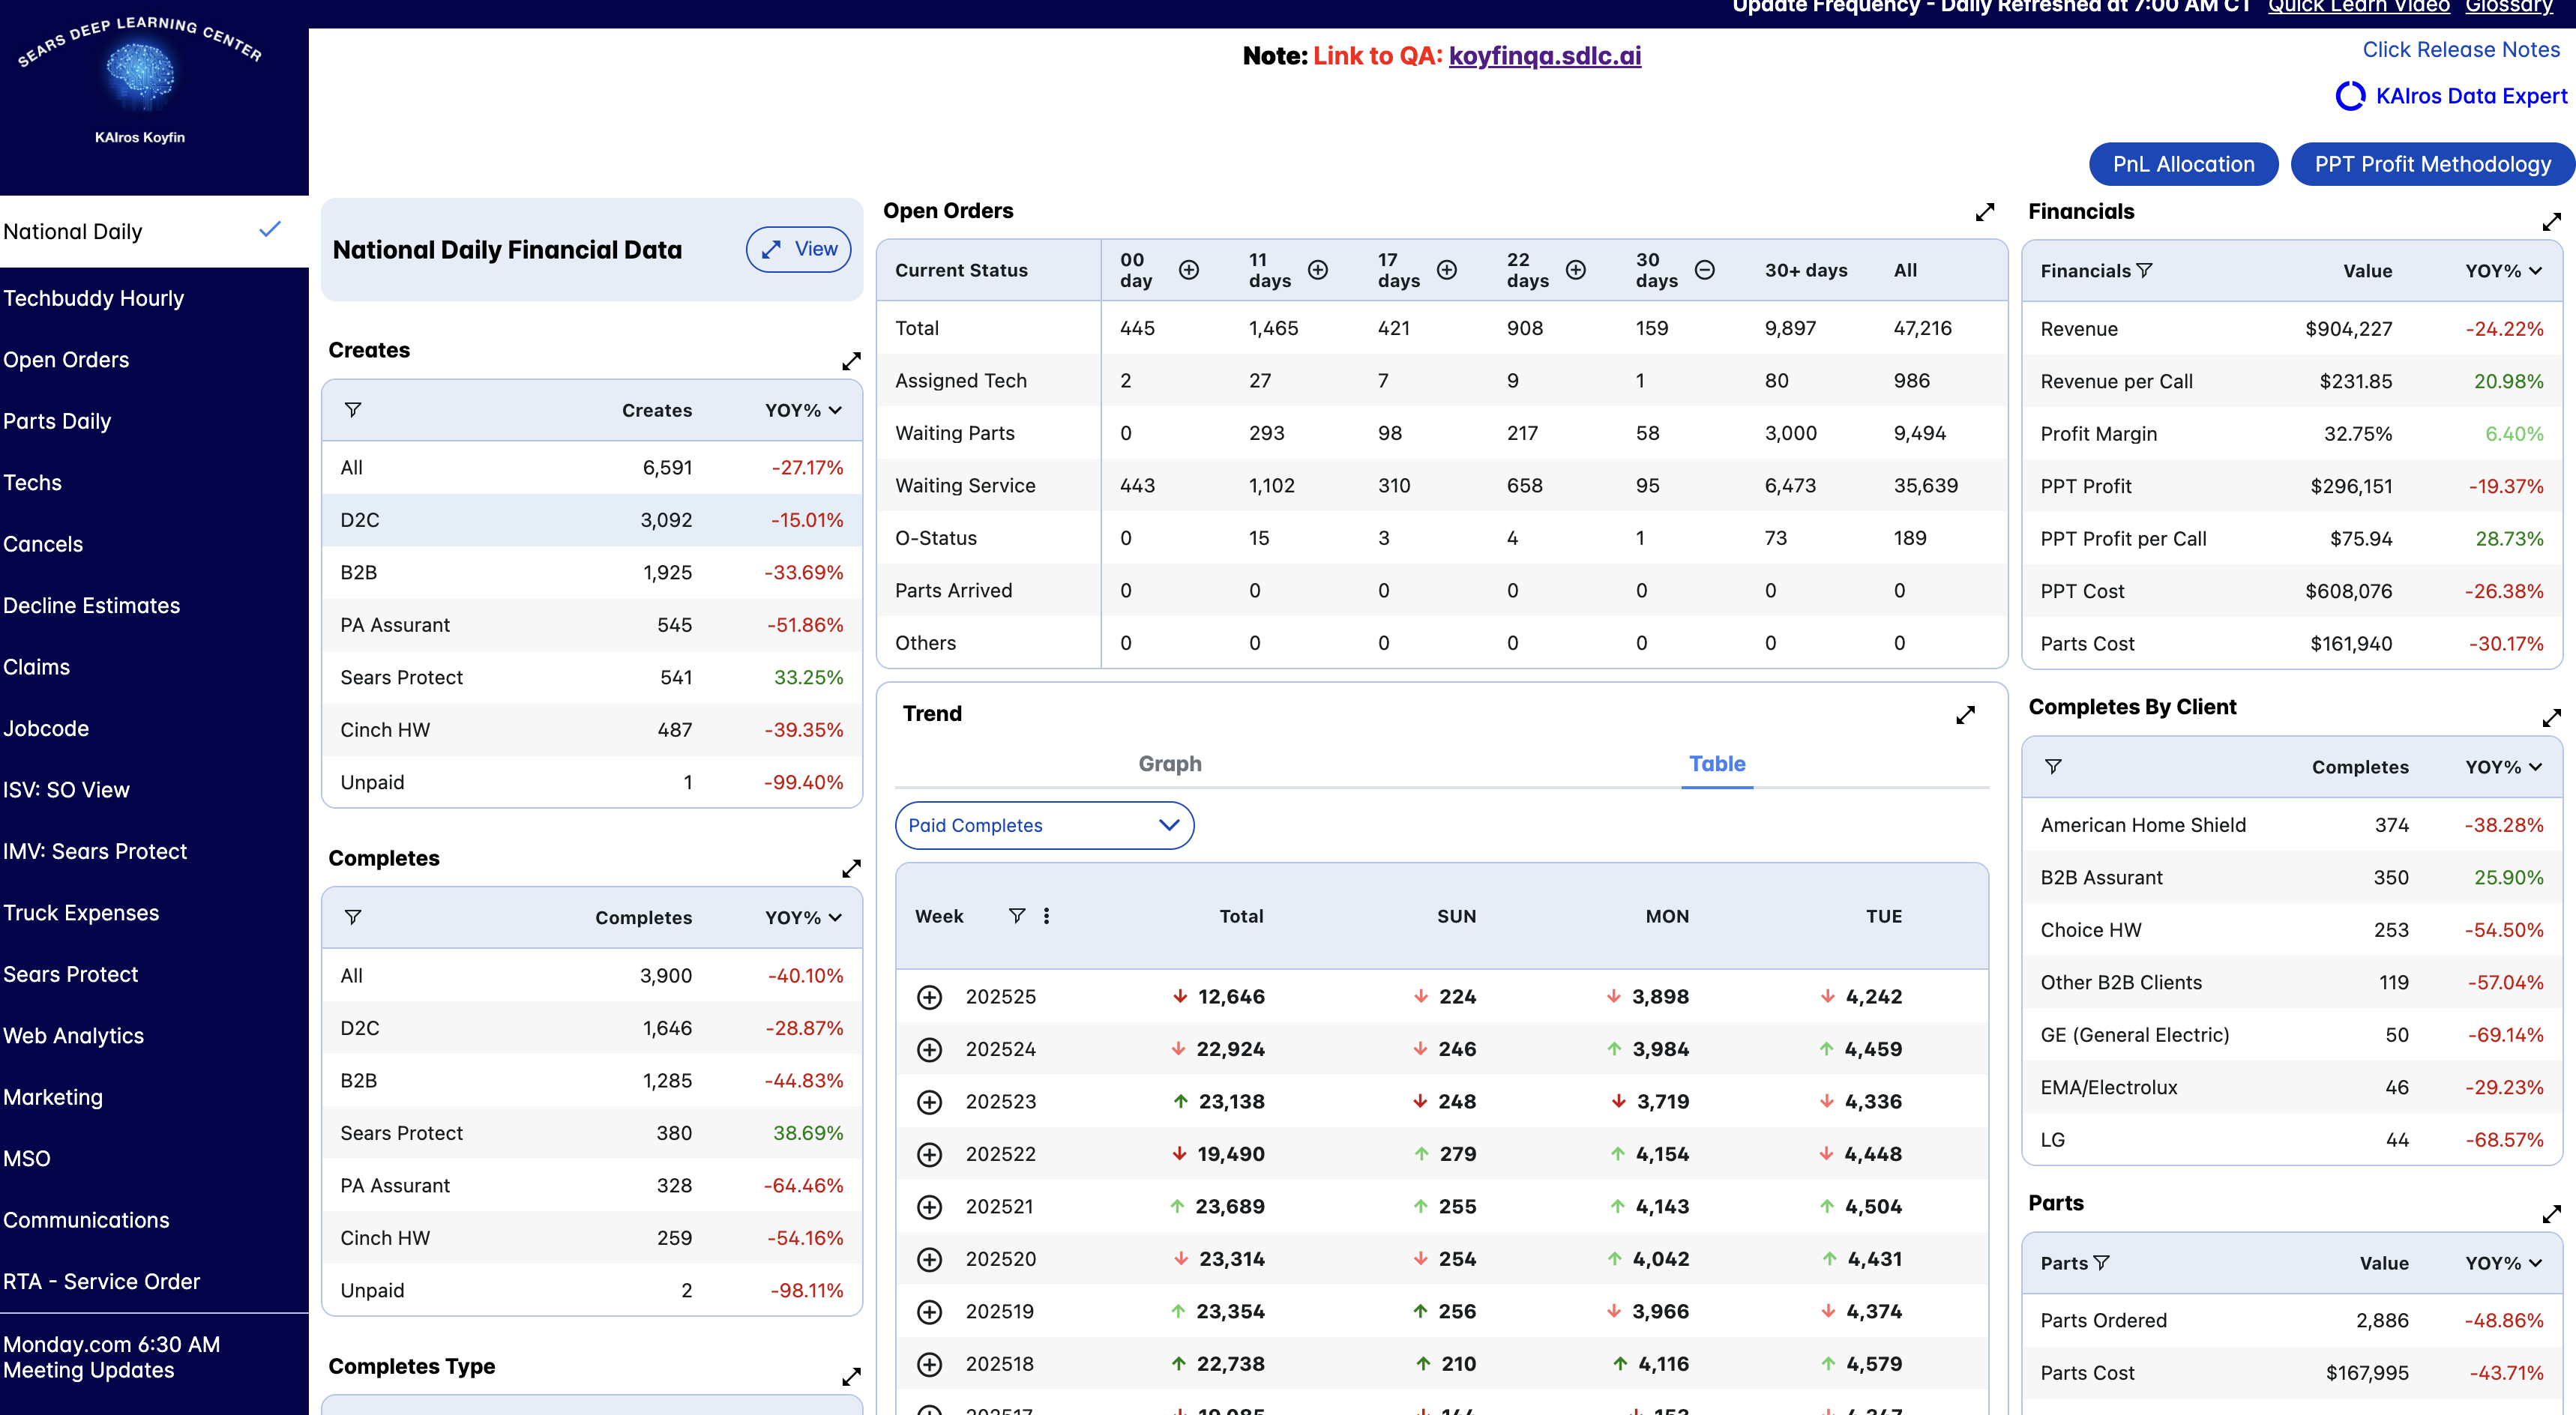 Update Frequency - Daily Refreshed at 7:00 AM CT Quick Learn Video Glossary
SEARS DEEP LEARNING CENTER
KAIros Koyfin
Note: Link to QA: koyfinqa.sdlc.ai
Click Release Notes
KAIros Data Expert
PnL Allocation PPT Profit Methodology
National Daily
Techbuddy Hourly
Open Orders
Parts Daily
Techs
Cancels
Decline Estimates
Claims
Jobcode
ISV: SO View
IMV: Sears Protect
Truck Expenses
Sears Protect
Web Analytics
Marketing
MSO
Communications
RTA - Service Order
Monday.com 6:30 AM
Meeting Updates
National Daily Financial Data View
Creates
Creates YOY%
All 6,591 -27.17%
D2C 3,092 -15.01%
B2B 1,925 -33.69%
PA Assurant 545 -51.86%
Sears Protect 541 33.25%
Cinch HW 487 -39.35%
Unpaid 1 -99.40%
Completes
Completes YOY%
All 3,900 -40.10%
D2C 1,646 -28.87%
B2B 1,285 -44.83%
Sears Protect 380 38.69%
PA Assurant 328 -64.46%
Cinch HW 259 -54.16%
Unpaid 2 -98.11%
Completes Type
Open Orders
Current Status 00 day 11 days 17 days 22 days 30 days 30+ days All
Total 445 1,465 421 908 159 9,897 47,216
Assigned Tech 2 27 7 9 1 80 986
Waiting Parts 0 293 98 217 58 3,000 9,494
Waiting Service 443 1,102 310 658 95 6,473 35,639
O-Status 0 15 3 4 1 73 189
Parts Arrived 0 0 0 0 0 0 0
Others 0 0 0 0 0 0 0
Trend
Graph Table
Paid Completes
Week Total SUN MON TUE
202525 12,646 224 3,898 4,242
202524 22,924 246 3,984 4,459
202523 23,138 248 3,719 4,336
202522 19,490 279 4,154 4,448
202521 23,689 255 4,143 4,504
202520 23,314 254 4,042 4,431
202519 23,354 256 3,966 4,374
202518 22,738 210 4,116 4,579
Financials
Financials Value YOY%
Revenue $904,227 -24.22%
Revenue per Call $231.85 20.98%
Profit Margin 32.75% 6.40%
PPT Profit $296,151 -19.37%
PPT Profit per Call $75.94 28.73%
PPT Cost $608,076 -26.38%
Parts Cost $161,940 -30.17%
Completes By Client
Completes YOY%
American Home Shield 374 -38.28%
B2B Assurant 350 25.90%
Choice HW 253 -54.50%
Other B2B Clients 119 -57.04%
GE (General Electric) 50 -69.14%
EMA/Electrolux 46 -29.23%
LG 44 -68.57%
Parts
Parts Value YOY%
Parts Ordered 2,886 -48.86%
Parts Cost $167,995 -43.71%